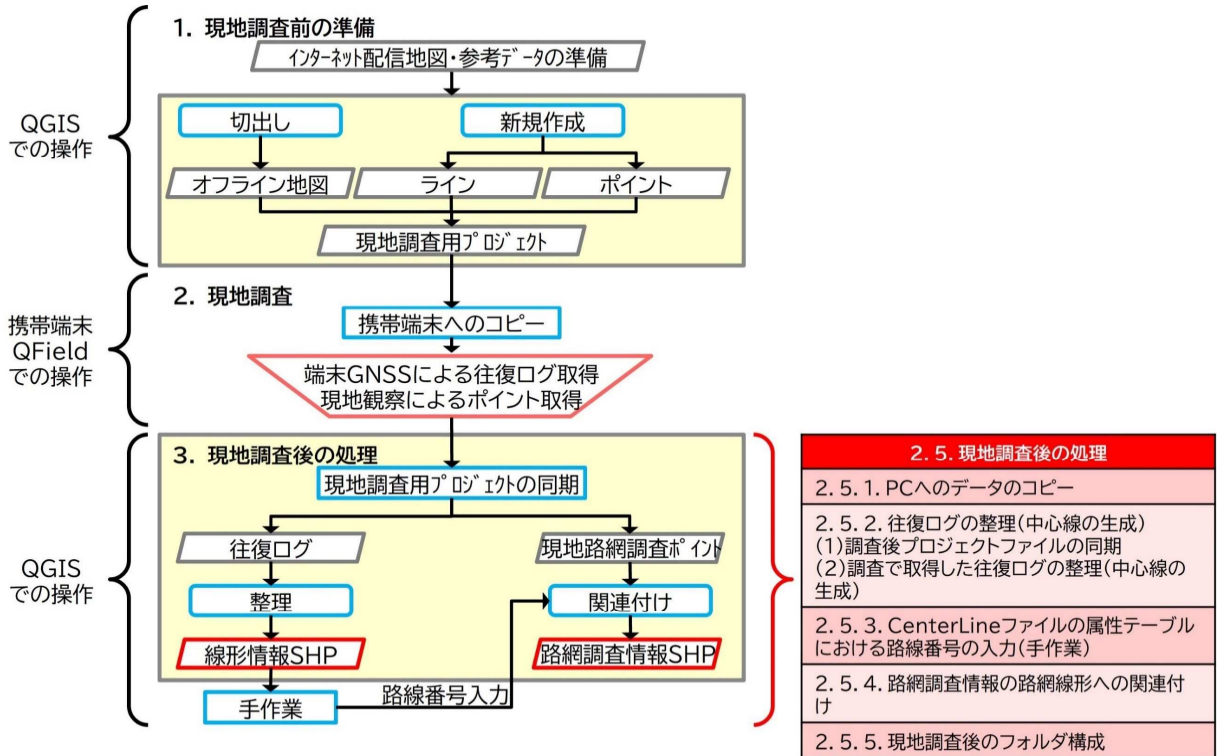 1. 現地調査前の準備
インターネット配信地図・参考データの準備
QGIS
での操作
切出し
新規作成
オフライン地図
ライン
ポイント
現地調査用プロジェクト
2. 現地調査
携帯端末
QField
での操作
携帯端末へのコピー
端末GNSSによる往復ログ取得
現地観察によるポイント取得
3. 現地調査後の処理
現地調査用プロジェクトの同期
QGIS
での操作
往復ログ
現地路網調査ポイント
整理
関連付け
線形情報SHP
路網調査情報SHP
手作業
路線番号入力
2.5.現地調査後の処理
2.5.1.PCへのデータのコピー
2.5.2.往復ログの整理(中心線の生成)
(1)調査後プロジェクトファイルの同期
(2)調査で取得した往復ログの整理(中心線の
生成)
2.5.3.CenterLineファイルの属性テーブル
における路線番号の入力(手作業)
2.5.4.路網調査情報の路網線形への関連付
け
2.5.5.現地調査後のフォルダ構成